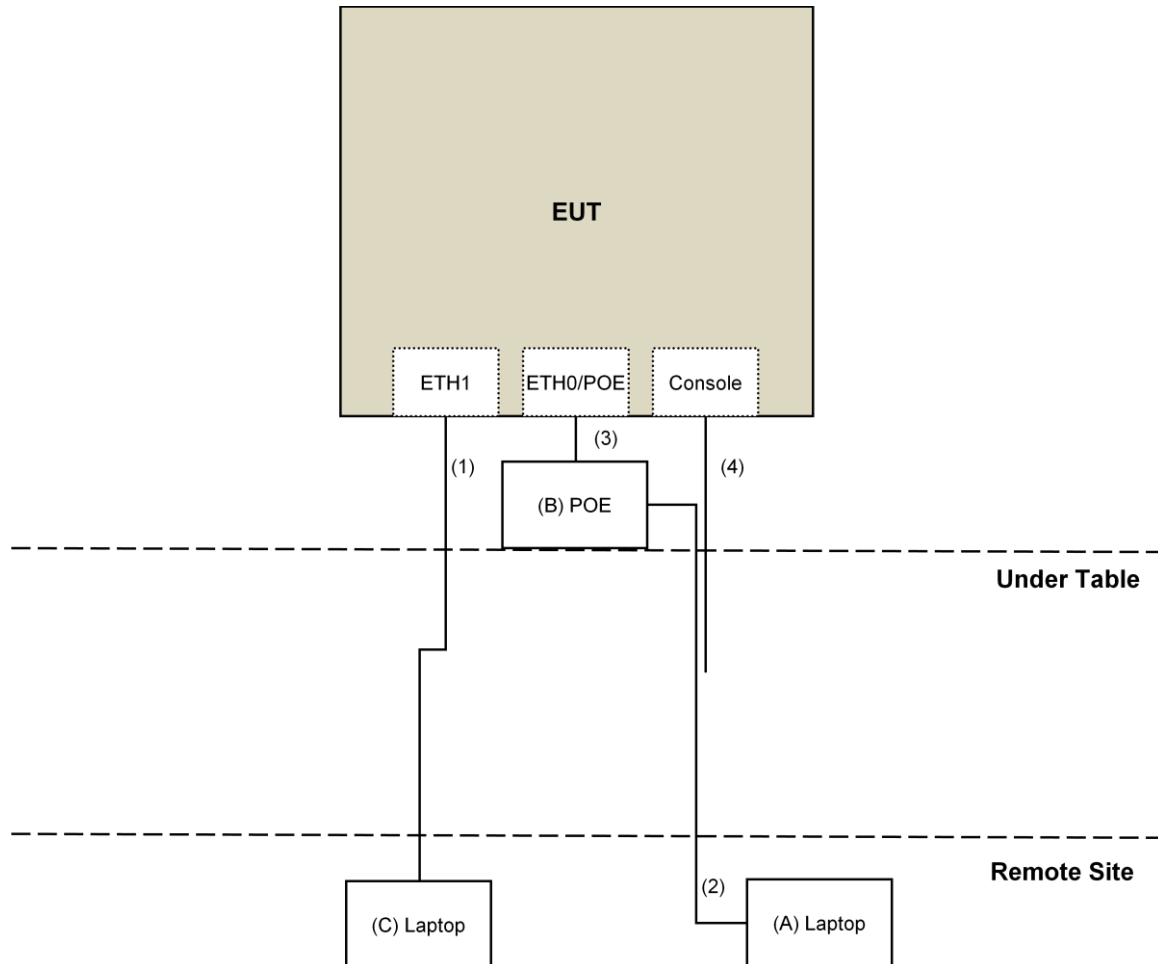 EUT
ETH1
ETH0/POE
Console
(1)
(3)
(4)
(B) POE
Under Table
Remote Site
(2)
(C) Laptop
(A) Laptop